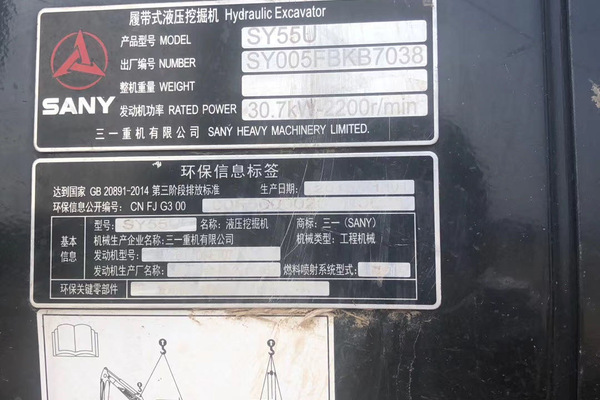 履带式液压挖掘机 Hydraulic Excavator
产品型号 MODEL SY55U
出厂编号 NUMBER SY005FBKB7038
整机重量 WEIGHT
发动机功率 RATED POWER 30.7kW-2200r/min
SANY
三一重机有限公司 SANY HEAVY MACHINERY LIMITED.
环保信息标签
达到国家 GB 20891-2014 第三阶段排放标准 生产日期:
环保信息公开编号: CN FJ G3 00
型号: SY55U 名称: 液压挖掘机 商标: 三一 (SANY)
基本信息 机械生产企业名称: 三一重机有限公司 机械类型: 工程机械
发动机型号:
发动机生产厂名称: 燃料喷射系统型式:
环保关键零部件